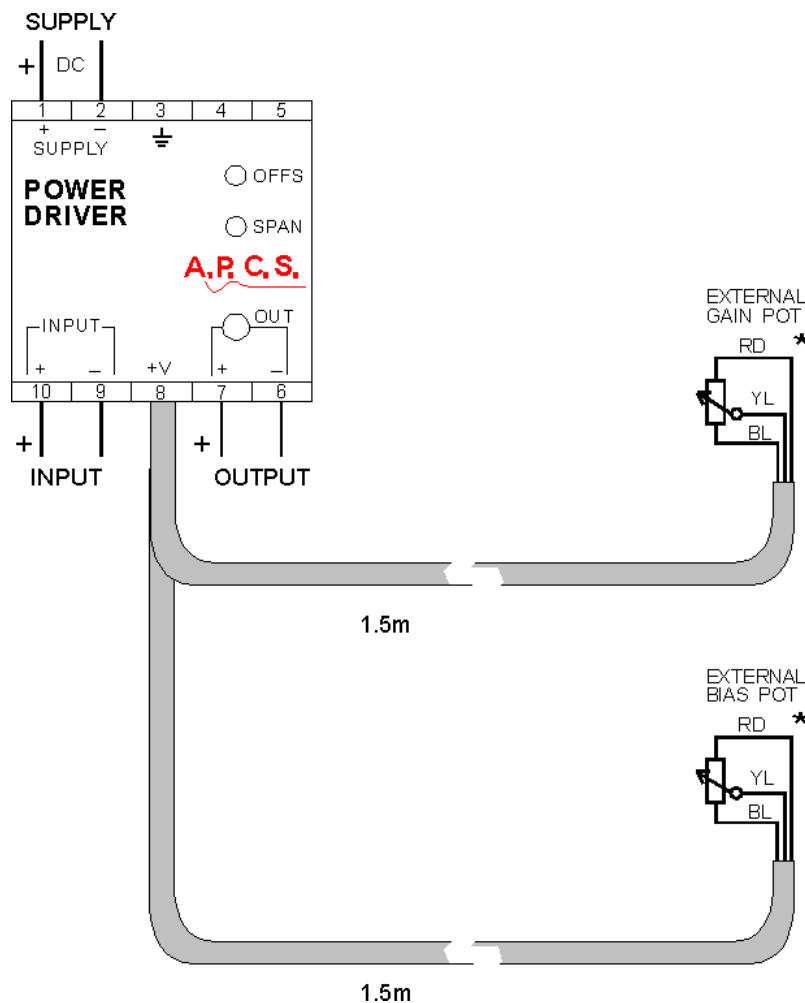 SUPPLY
+ DC
1 2 3 4 5
+ −
SUPPLY
OFFS
POWER
DRIVER
SPAN
A.P.C.S.
OUT
INPUT
+ − +V + −
10 9 8 7 6
+ +
INPUT OUTPUT
EXTERNAL
GAIN POT
*
RD
YL
BL
1.5m
EXTERNAL
BIAS POT
*
RD
YL
BL
1.5m